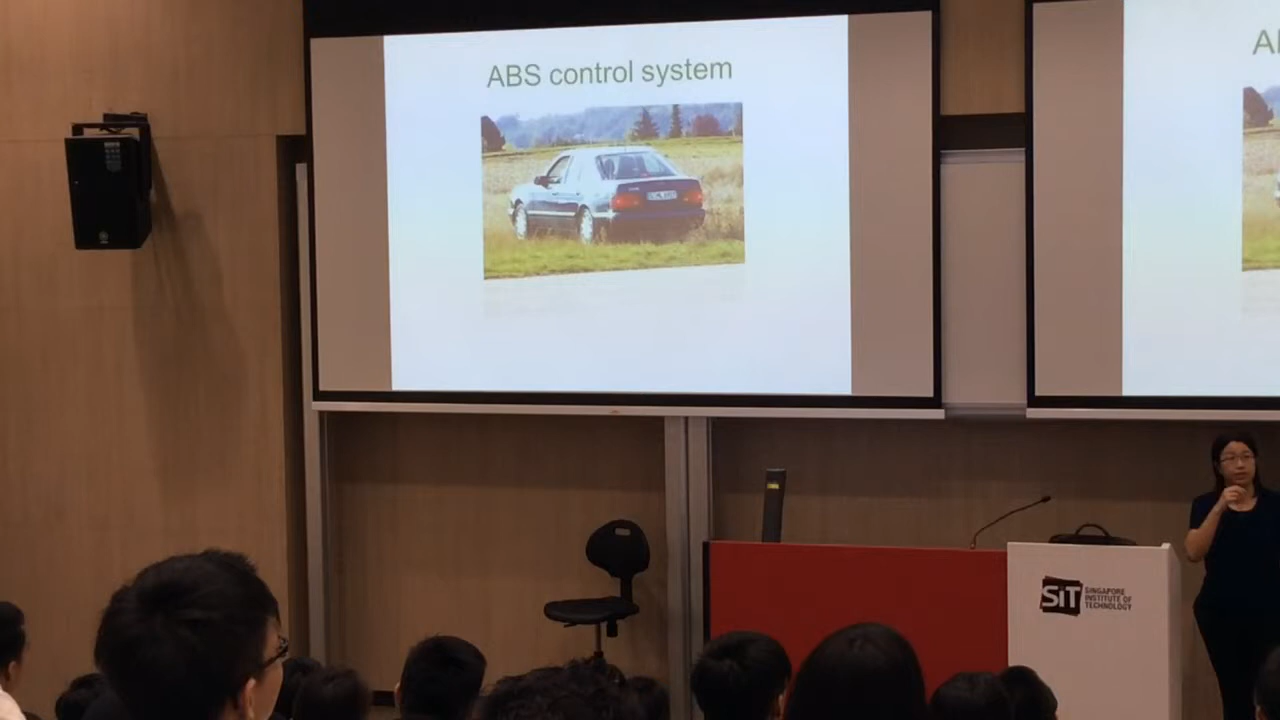 ABS control system
A
SiT
SINGAPORE
INSTITUTE OF
TECHNOLOGY